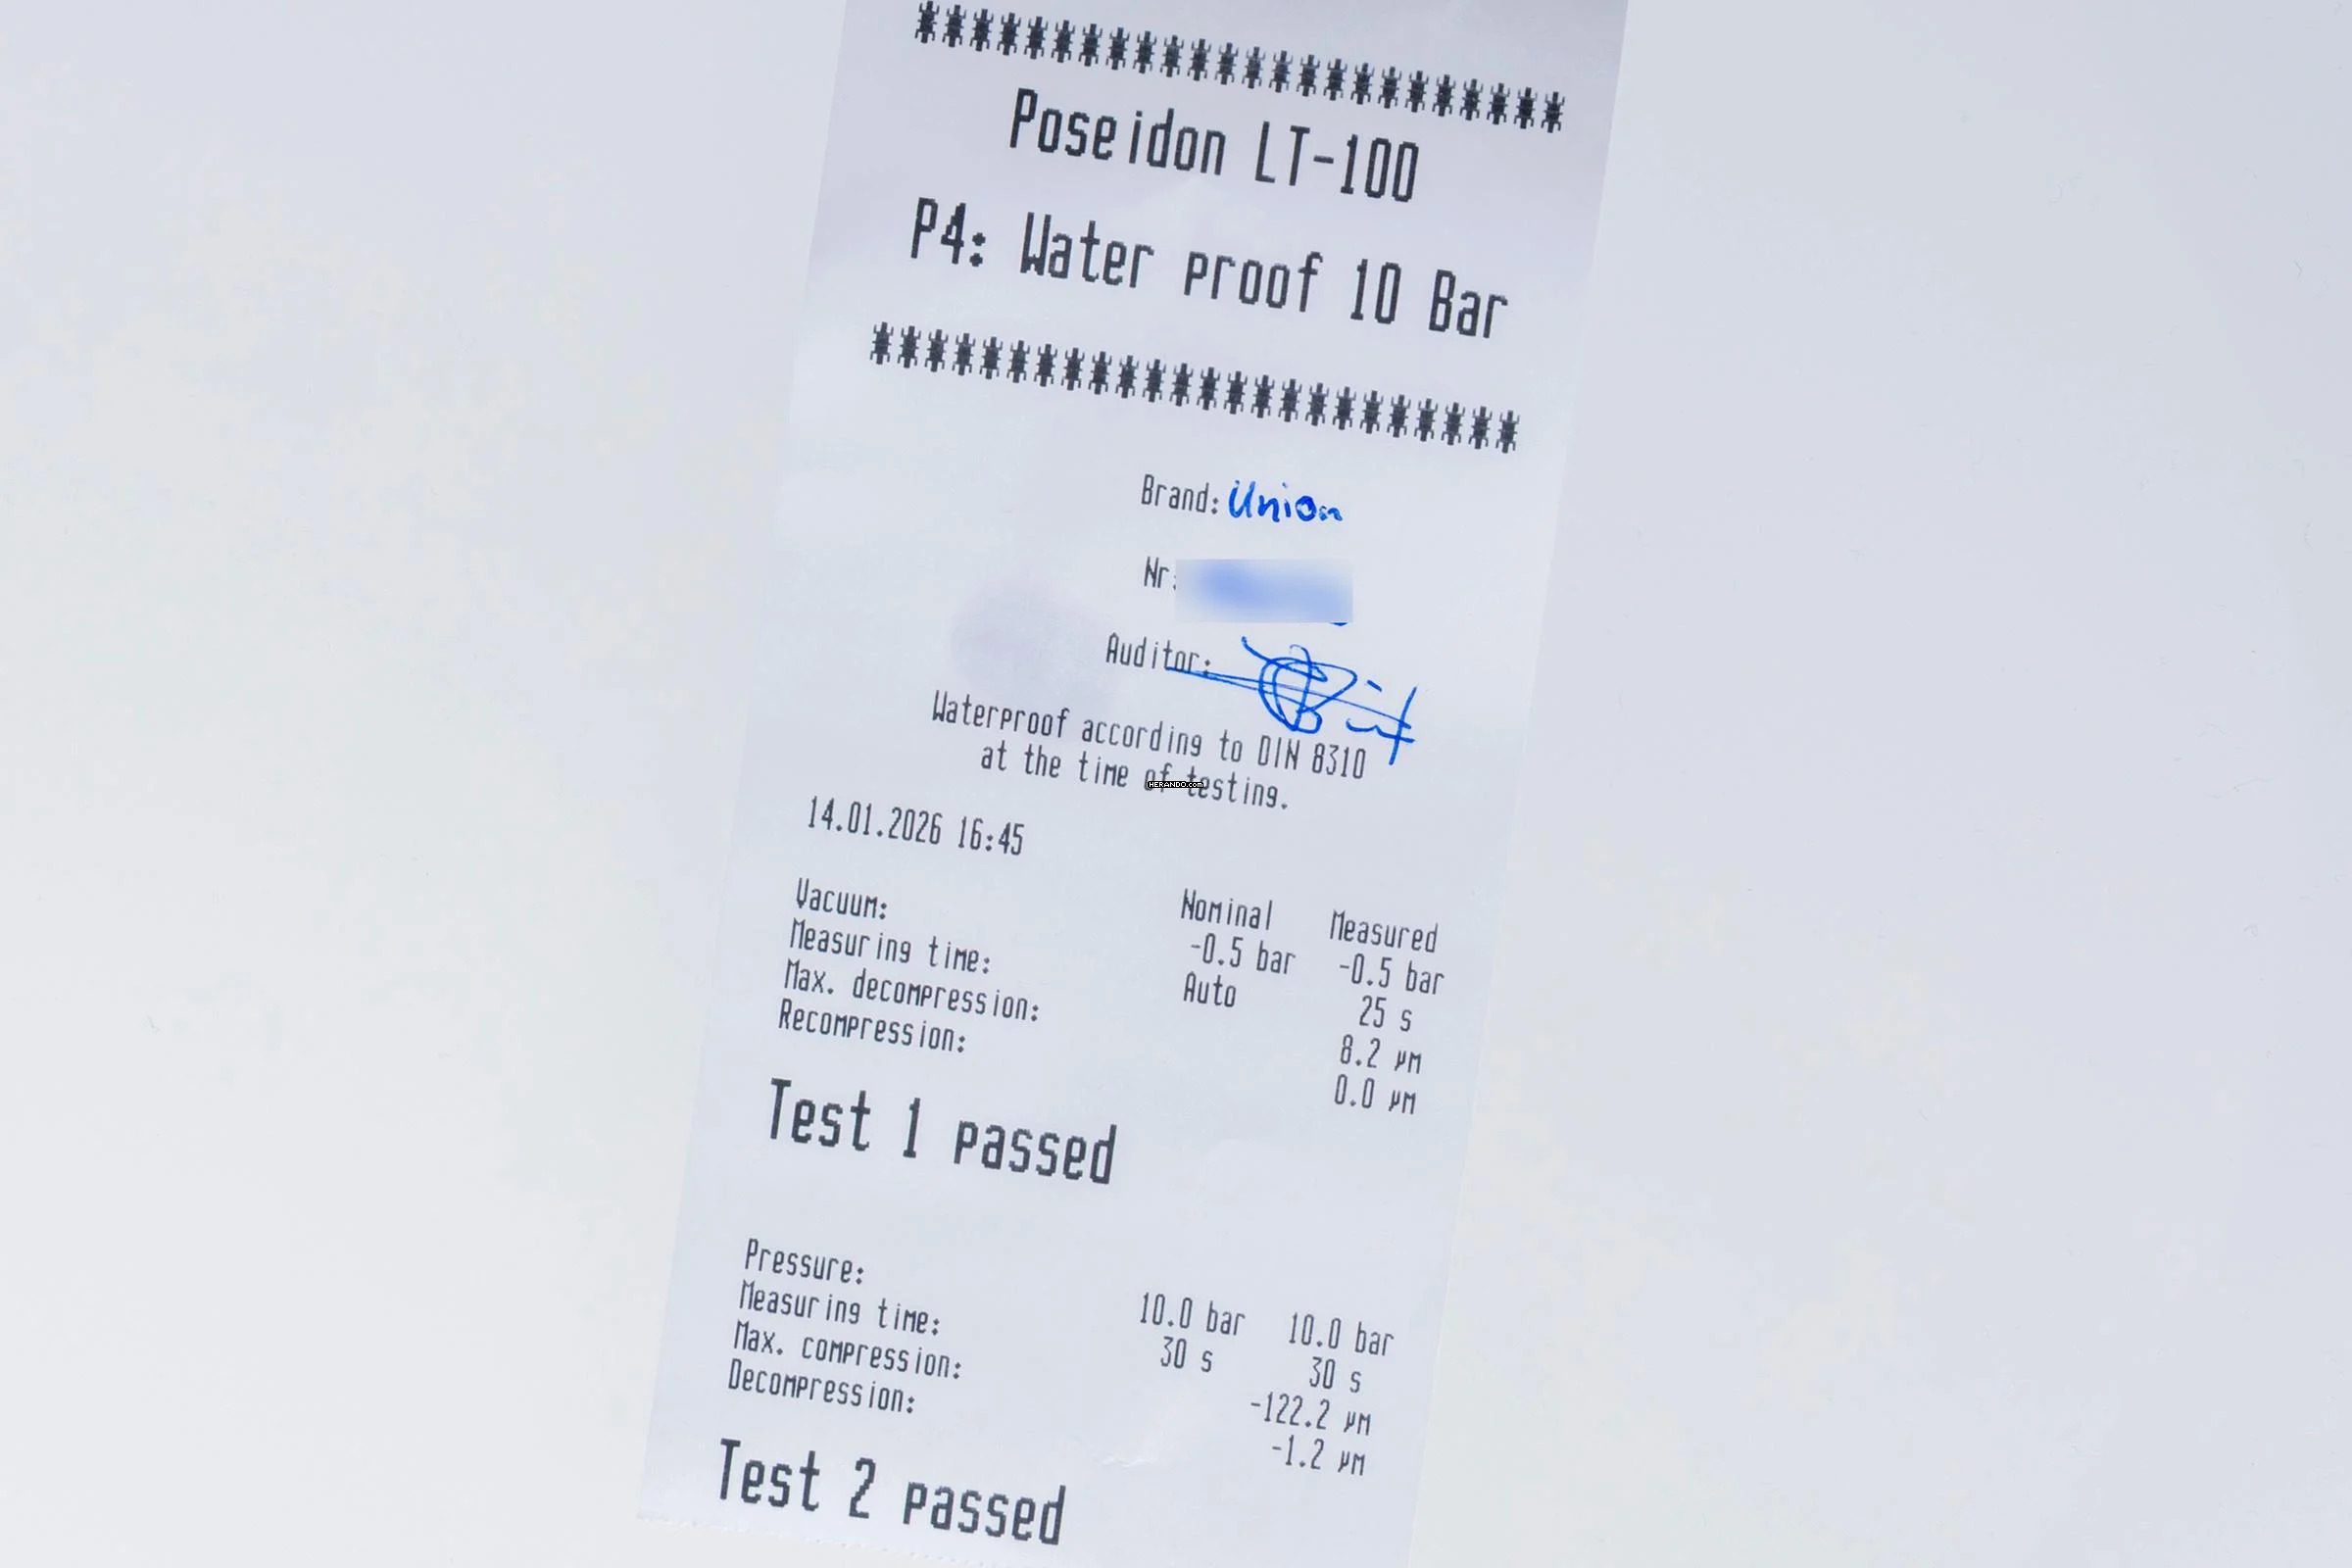 ************************
Poseidon LT-100
P4: Water proof 10 Bar
************************
Brand: Union
Nr:
Auditor:
Waterproof according to DIN 8310
at the time of testing.
HERANDO.com
14.01.2026 16:45
Nominal Measured
Vacuum: -0.5 bar -0.5 bar
Measuring time: Auto 25 s
Max. decompression: 8.2 µm
Recompression: 0.0 µm
Test 1 passed
Pressure: 10.0 bar 10.0 bar
Measuring time: 30 s 30 s
Max. compression: -122.2 µm
Decompression: -1.2 µm
Test 2 passed